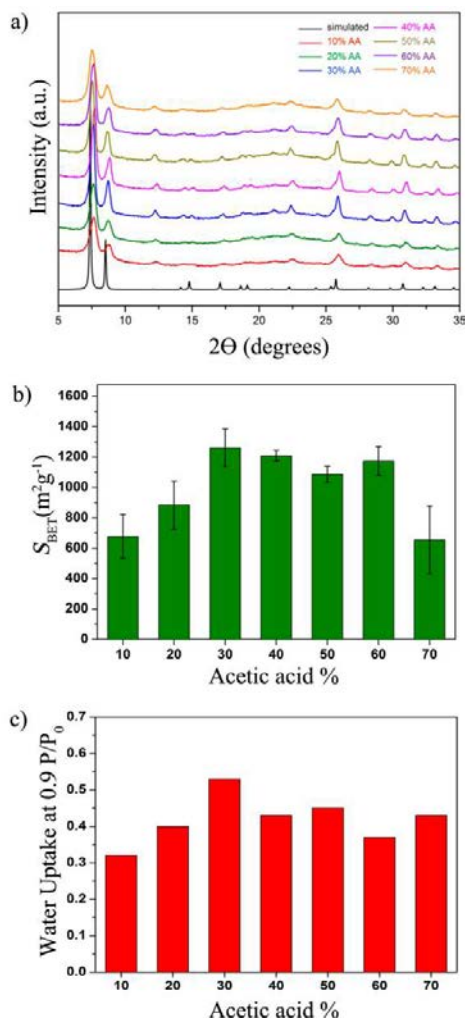 a)
simulated 40% AA
10% AA 50% AA
20% AA 60% AA
30% AA 70% AA
Intensity (a.u.)
5 10 15 20 25 30 35
2Θ (degrees)
b)
1600
1400
1200
1000
800
600
400
200
0
S_BET(m²g⁻¹)
10 20 30 40 50 60 70
Acetic acid %
c)
0.7
0.6
0.5
0.4
0.3
0.2
0.1
0.0
Water Uptake at 0.9 P/P₀
10 20 30 40 50 60 70
Acetic acid %